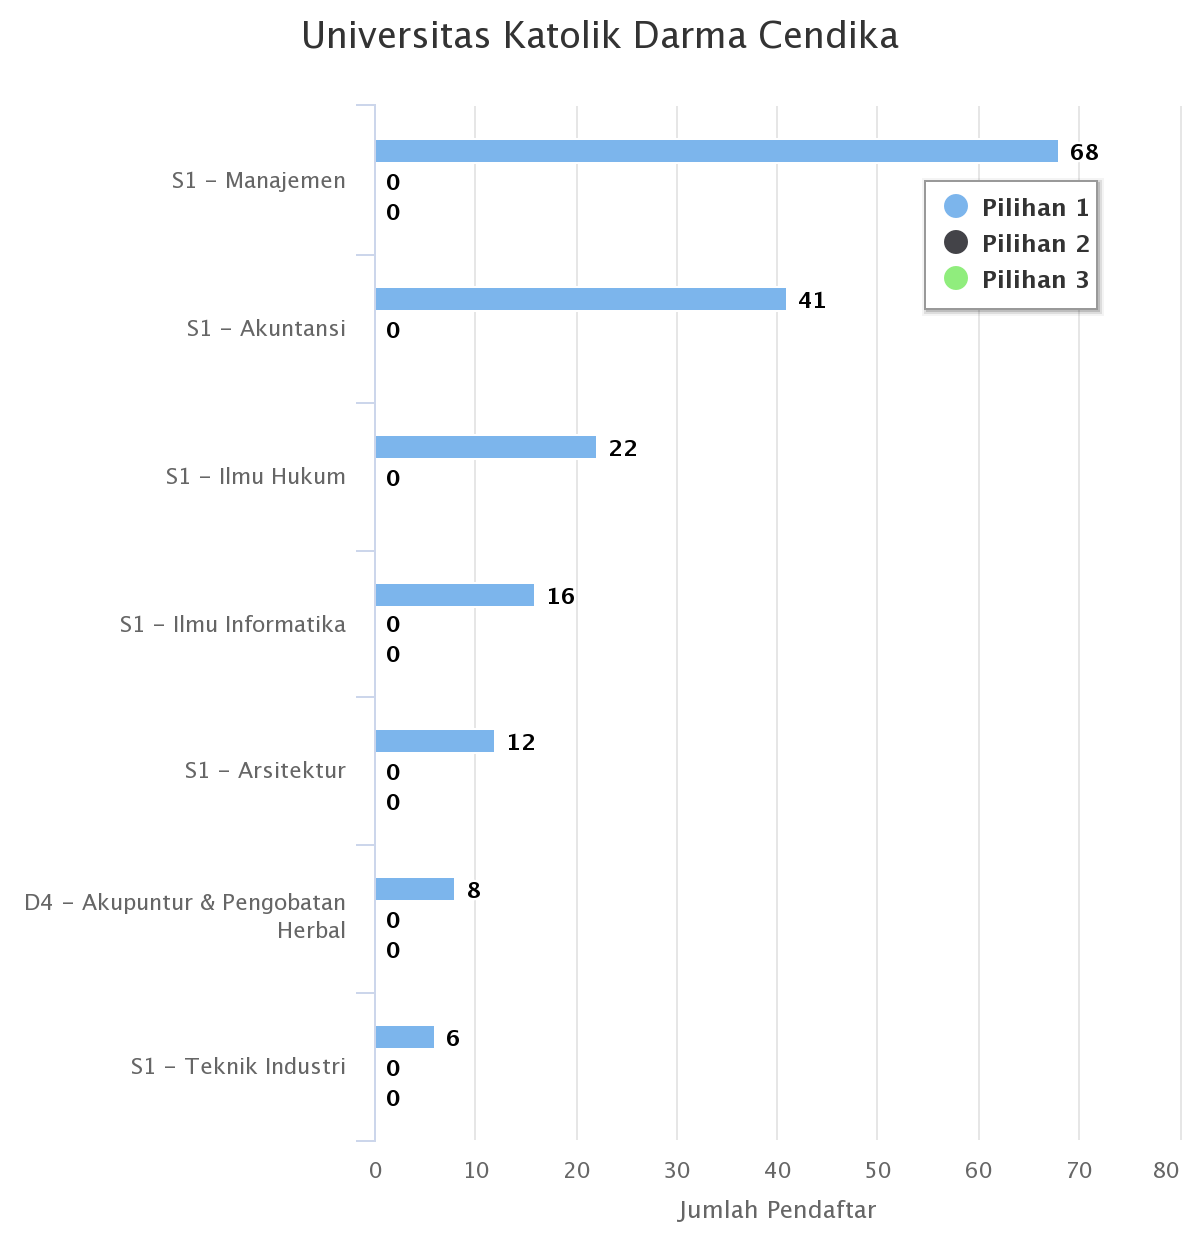 Universitas Katolik Darma Cendika
S1 – Manajemen
68
0
0
Pilihan 1
Pilihan 2
Pilihan 3
S1 – Akuntansi
41
0
S1 – Ilmu Hukum
22
0
S1 – Ilmu Informatika
16
0
0
S1 – Arsitektur
12
0
0
D4 – Akupuntur & Pengobatan
Herbal
8
0
0
S1 – Teknik Industri
6
0
0
0 10 20 30 40 50 60 70 80
Jumlah Pendaftar